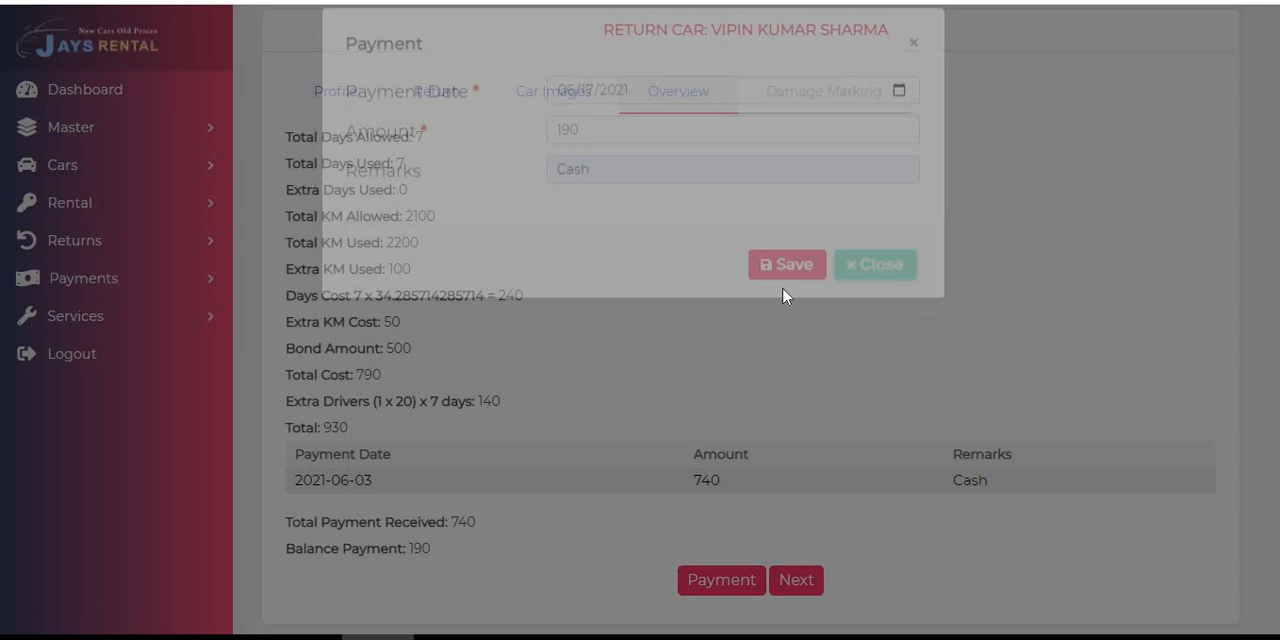 New Cars Old Prices
JAYS RENTAL
Dashboard
Master
Cars
Rental
Returns
Payments
Services
Logout
RETURN CAR: VIPIN KUMAR SHARMA
Payment
×
Profile
Return
Car Images
Overview
Damage Marking
Payment Date *
06/17/2021
Amount *
190
Remarks
Cash
Save
× Close
Total Days Allowed: 7
Total Days Used: 7
Extra Days Used: 0
Total KM Allowed: 2100
Total KM Used: 2200
Extra KM Used: 100
Days Cost 7 x 34.285714285714 = 240
Extra KM Cost: 50
Bond Amount: 500
Total Cost: 790
Extra Drivers (1 x 20) x 7 days: 140
Total: 930
Payment Date Amount Remarks
2021-06-03 740 Cash
Total Payment Received: 740
Balance Payment: 190
Payment
Next